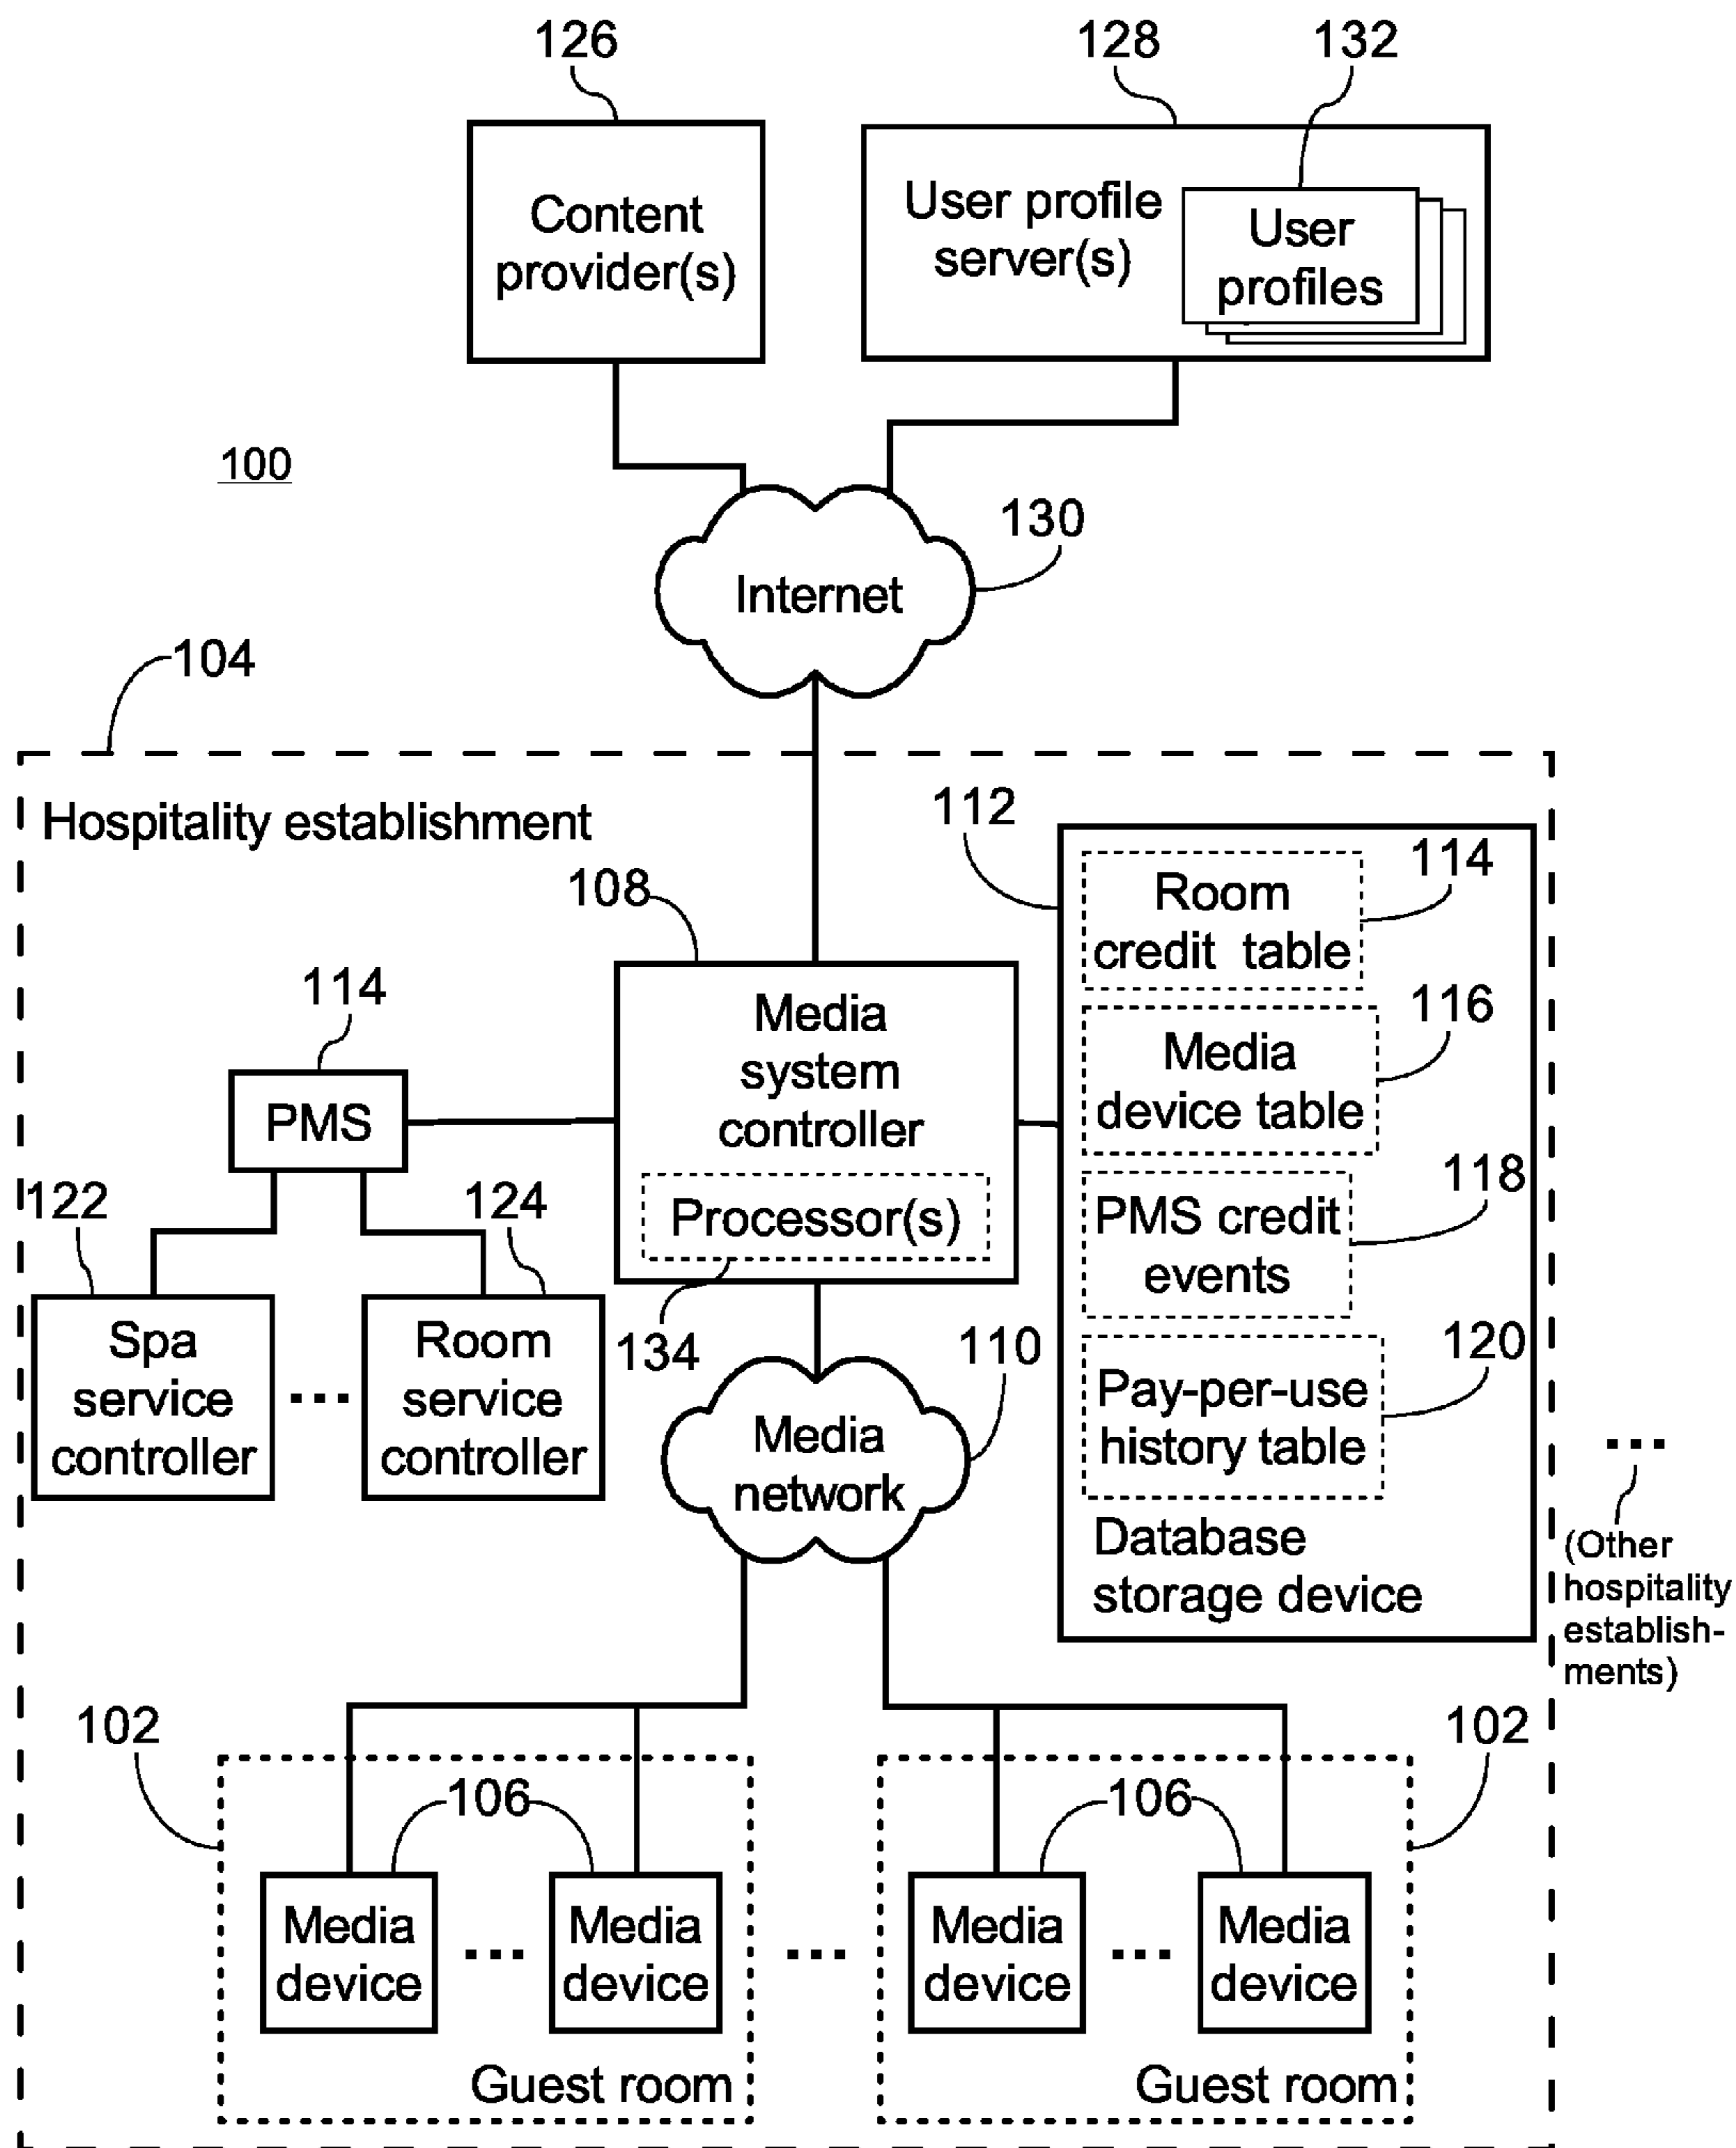 126
128
132
Content
provider(s)
User profile
server(s)
User
profiles
100
130
Internet
104
Hospitality establishment
112
114
Room
credit table
108
116
Media
device table
Media
system
controller
114
PMS
118
PMS credit
events
Processor(s)
122
124
134
110
120
Pay-per-use
history table
Spa
service
controller
...
Room
service
controller
Media
network
Database
storage device
...
(Other
hospitality
establish-
ments)
102
102
106
106
Media
device
...
Media
device
...
Media
device
...
Media
device
Guest room
Guest room